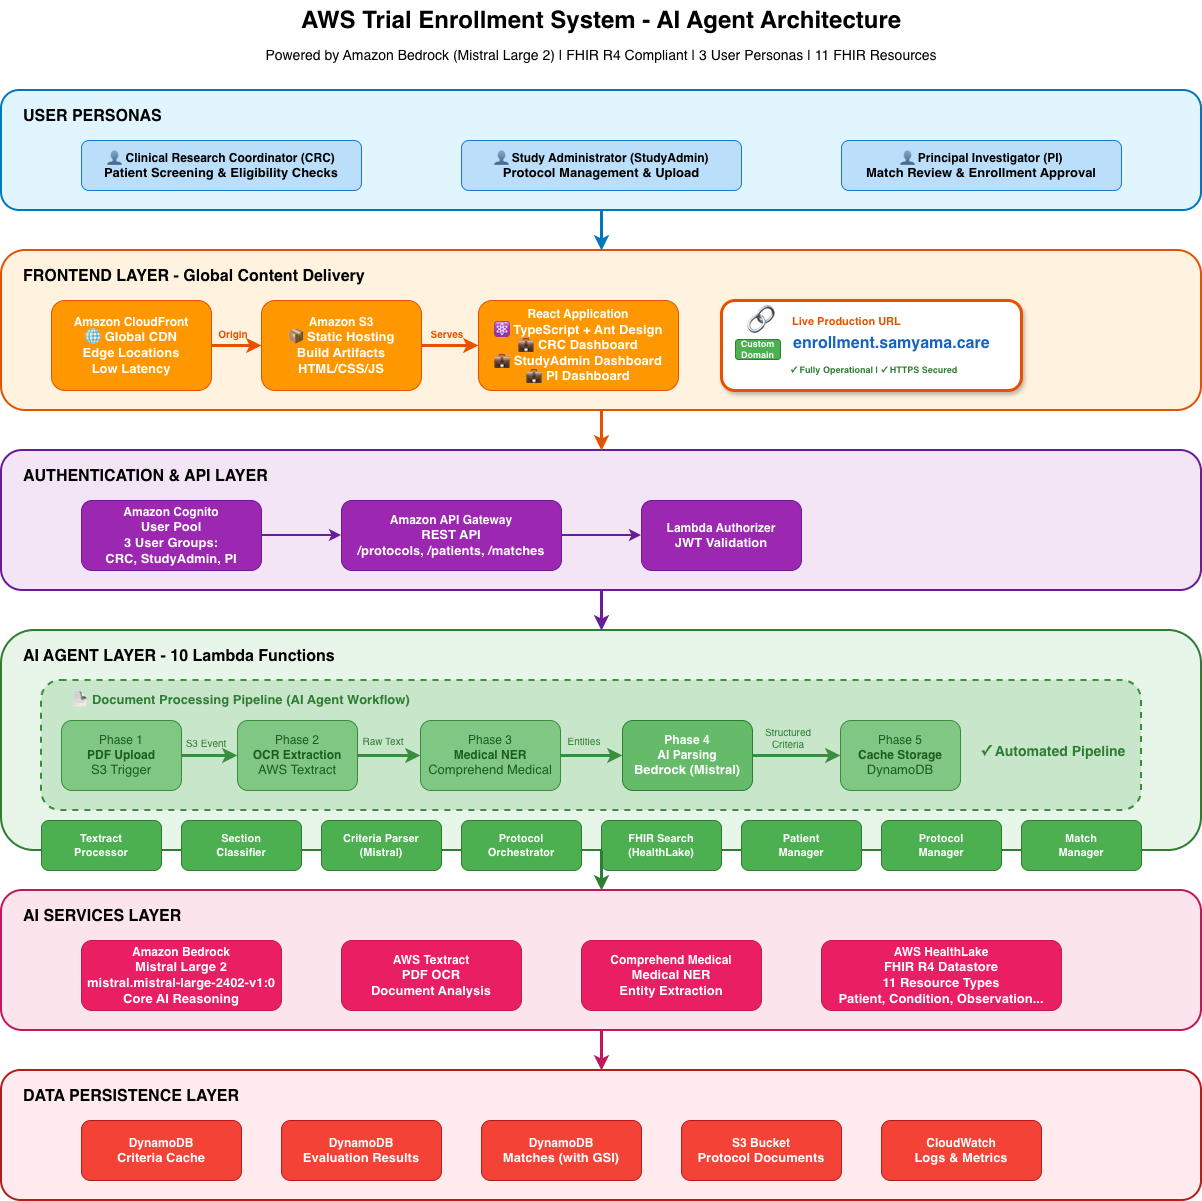 AWS Trial Enrollment System - AI Agent Architecture
Powered by Amazon Bedrock (Mistral Large 2) | FHIR R4 Compliant | 3 User Personas | 11 FHIR Resources
USER PERSONAS
Clinical Research Coordinator (CRC)
Patient Screening & Eligibility Checks
Study Administrator (StudyAdmin)
Protocol Management & Upload
Principal Investigator (PI)
Match Review & Enrollment Approval
FRONTEND LAYER - Global Content Delivery
Amazon CloudFront
Global CDN
Edge Locations
Low Latency
Origin
Amazon S3
Static Hosting
Build Artifacts
HTML/CSS/JS
Serves
React Application
TypeScript + Ant Design
CRC Dashboard
StudyAdmin Dashboard
PI Dashboard
Live Production URL
Custom
Domain
enrollment.samyama.care
✓ Fully Operational | ✓ HTTPS Secured
AUTHENTICATION & API LAYER
Amazon Cognito
User Pool
3 User Groups:
CRC, StudyAdmin, PI
Amazon API Gateway
REST API
/protocols, /patients, /matches
Lambda Authorizer
JWT Validation
AI AGENT LAYER - 10 Lambda Functions
Document Processing Pipeline (AI Agent Workflow)
Phase 1
PDF Upload
S3 Trigger
S3 Event
Phase 2
OCR Extraction
AWS Textract
Raw Text
Phase 3
Medical NER
Comprehend Medical
Entities
Phase 4
AI Parsing
Bedrock (Mistral)
Structured
Criteria
Phase 5
Cache Storage
DynamoDB
✓ Automated Pipeline
Textract
Processor
Section
Classifier
Criteria Parser
(Mistral)
Protocol
Orchestrator
FHIR Search
(HealthLake)
Patient
Manager
Protocol
Manager
Match
Manager
AI SERVICES LAYER
Amazon Bedrock
Mistral Large 2
mistral.mistral-large-2402-v1:0
Core AI Reasoning
AWS Textract
PDF OCR
Document Analysis
Comprehend Medical
Medical NER
Entity Extraction
AWS HealthLake
FHIR R4 Datastore
11 Resource Types
Patient, Condition, Observation...
DATA PERSISTENCE LAYER
DynamoDB
Criteria Cache
DynamoDB
Evaluation Results
DynamoDB
Matches (with GSI)
S3 Bucket
Protocol Documents
CloudWatch
Logs & Metrics